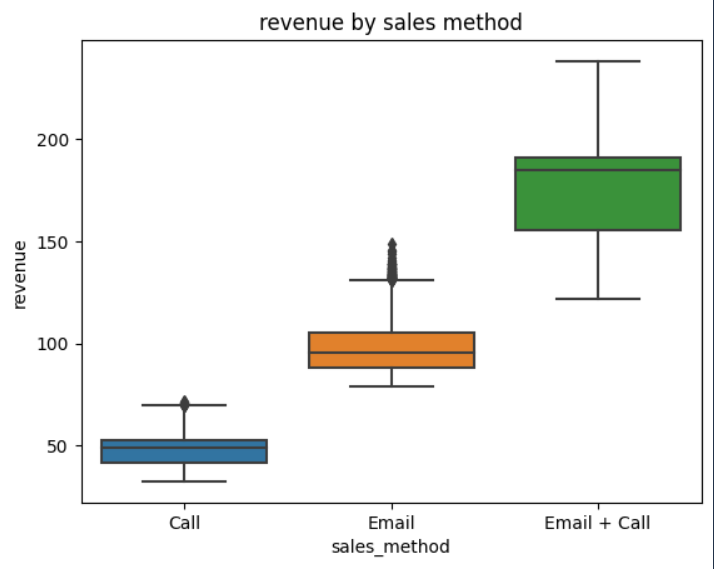 revenue by sales method
revenue
200
150
100
50
Call
Email
Email + Call
sales_method